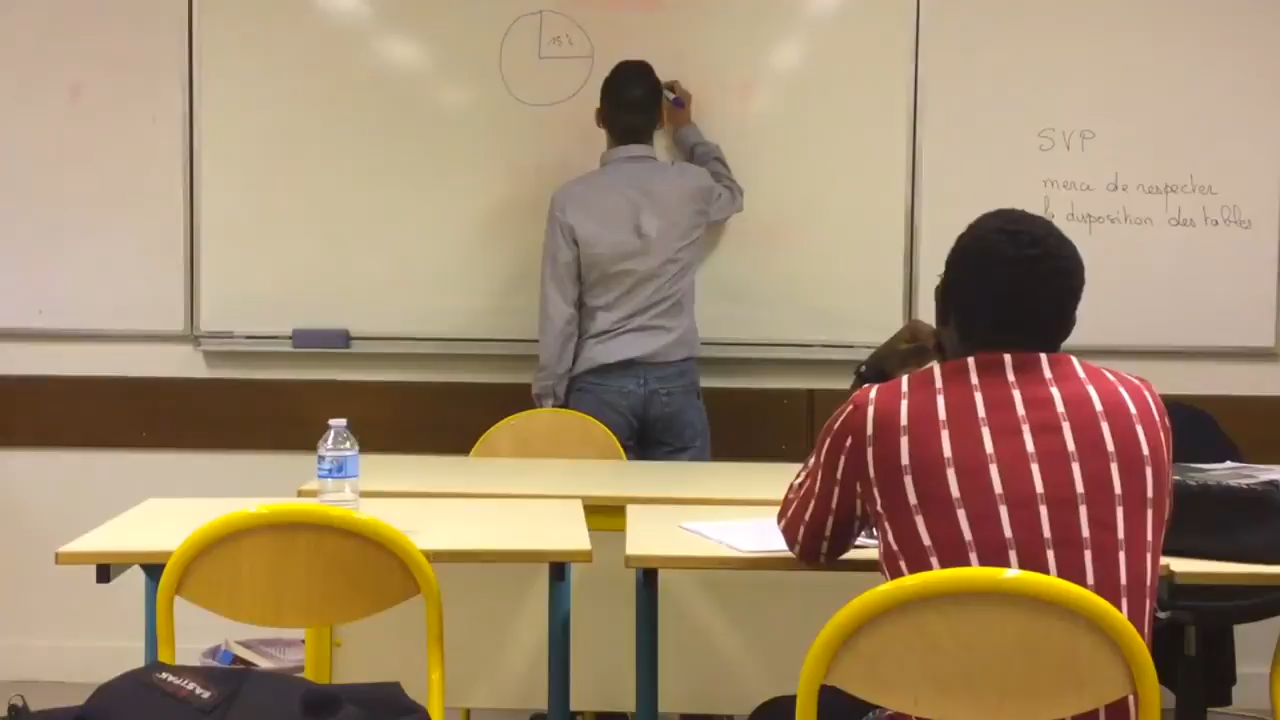 15%
SVP
merci de respecter
la disposition des tables
EASTPAK